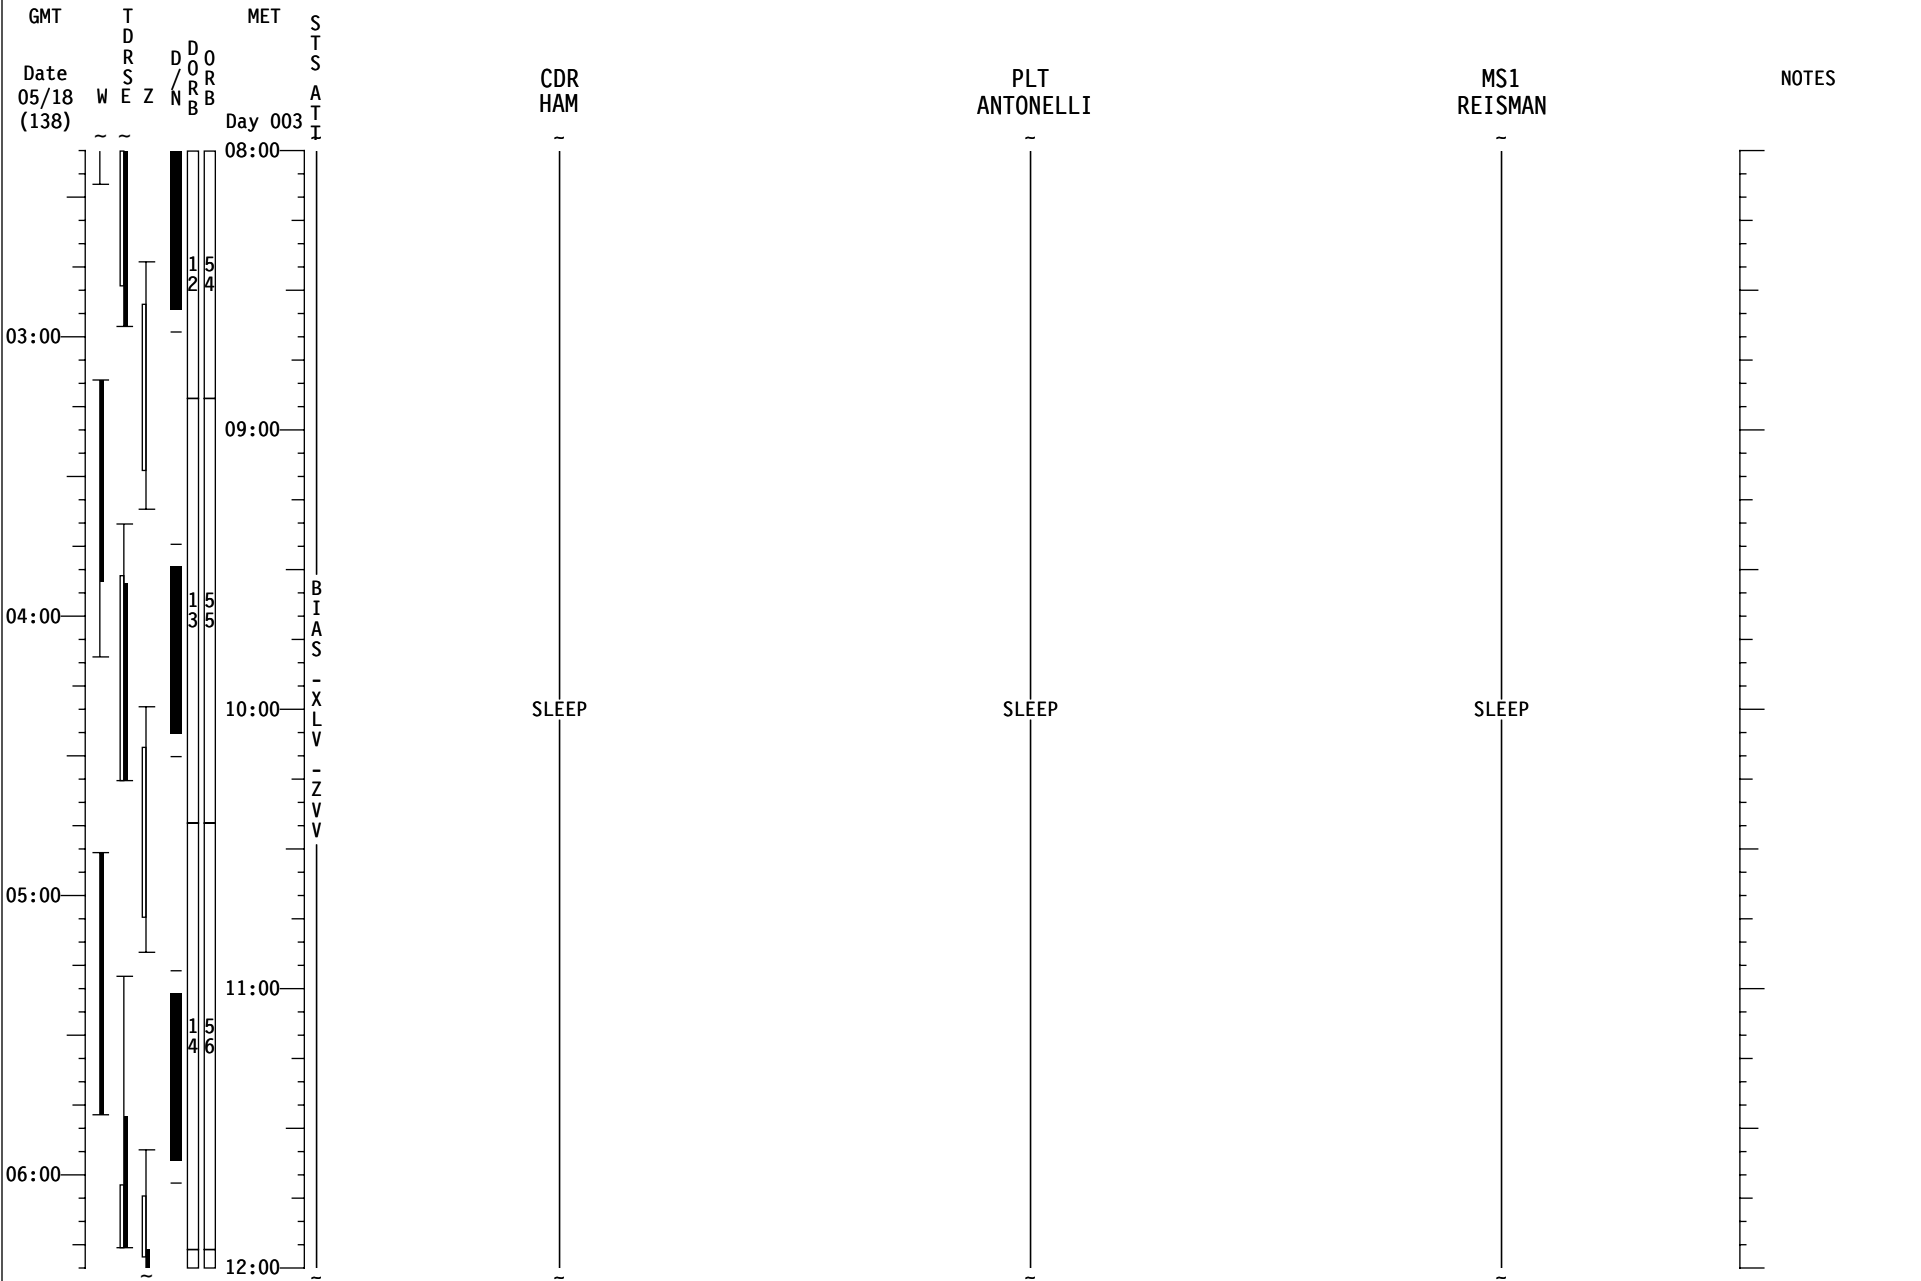 GMT
TDRS
MET
STS ATT
D/N
DORB
ORB
Date
05/18
(138)
W E Z
Day 003
CDR
HAM
PLT
ANTONELLI
MS1
REISMAN
NOTES
~ ~
~ ~ ~
08:00
12 54
03:00
09:00
13 55
04:00
BIAS -XLV -ZVV
10:00
SLEEP SLEEP SLEEP
05:00
11:00
14 56
06:00
12:00
~ ~ ~ ~ ~